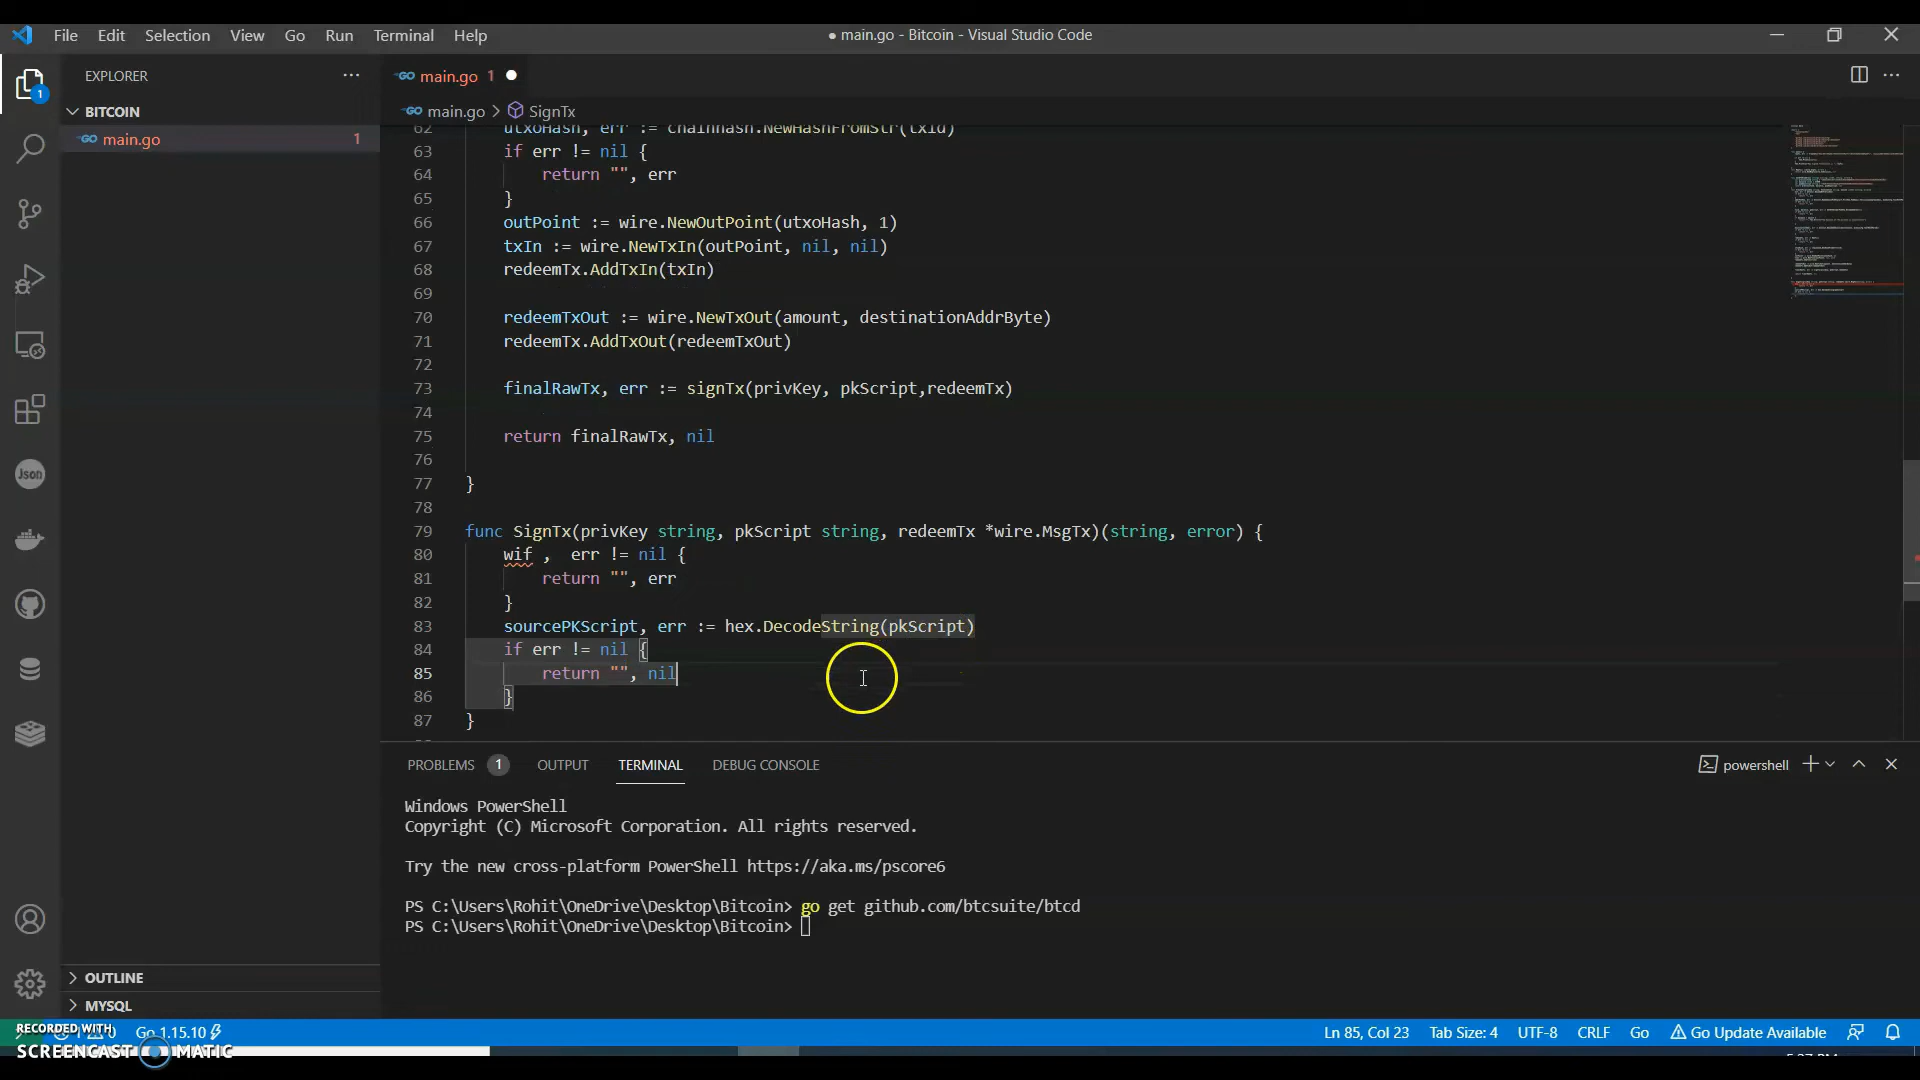 File Edit Selection View Go Run Terminal Help
● main.go - Bitcoin - Visual Studio Code
EXPLORER
main.go 1
BITCOIN
main.go > SignTx
main.go 1
62 utxoHash, err := chainhash.NewHashFromStr(txid)
63 if err != nil {
64 return "", err
65 }
66 outPoint := wire.NewOutPoint(utxoHash, 1)
67 txIn := wire.NewTxIn(outPoint, nil, nil)
68 redeemTx.AddTxIn(txIn)
69
70 redeemTxOut := wire.NewTxOut(amount, destinationAddrByte)
71 redeemTx.AddTxOut(redeemTxOut)
72
73 finalRawTx, err := signTx(privKey, pkScript,redeemTx)
74
75 return finalRawTx, nil
76
77 }
78
79 func SignTx(privKey string, pkScript string, redeemTx *wire.MsgTx)(string, error) {
80 wif , err != nil {
81 return "", err
82 }
83 sourcePKScript, err := hex.DecodeString(pkScript)
84 if err != nil {
85 return "", nil
86 }
87 }
PROBLEMS 1 OUTPUT TERMINAL DEBUG CONSOLE
powershell
Windows PowerShell
Copyright (C) Microsoft Corporation. All rights reserved.
Try the new cross-platform PowerShell https://aka.ms/pscore6
PS C:\Users\Rohit\OneDrive\Desktop\Bitcoin> go get github.com/btcsuite/btcd
PS C:\Users\Rohit\OneDrive\Desktop\Bitcoin>
1
Json
OUTLINE
MYSQL
RECORDED WITH
SCREENCAST MATIC
Go 1.15.10
Ln 85, Col 23 Tab Size: 4 UTF-8 CRLF Go Go Update Available